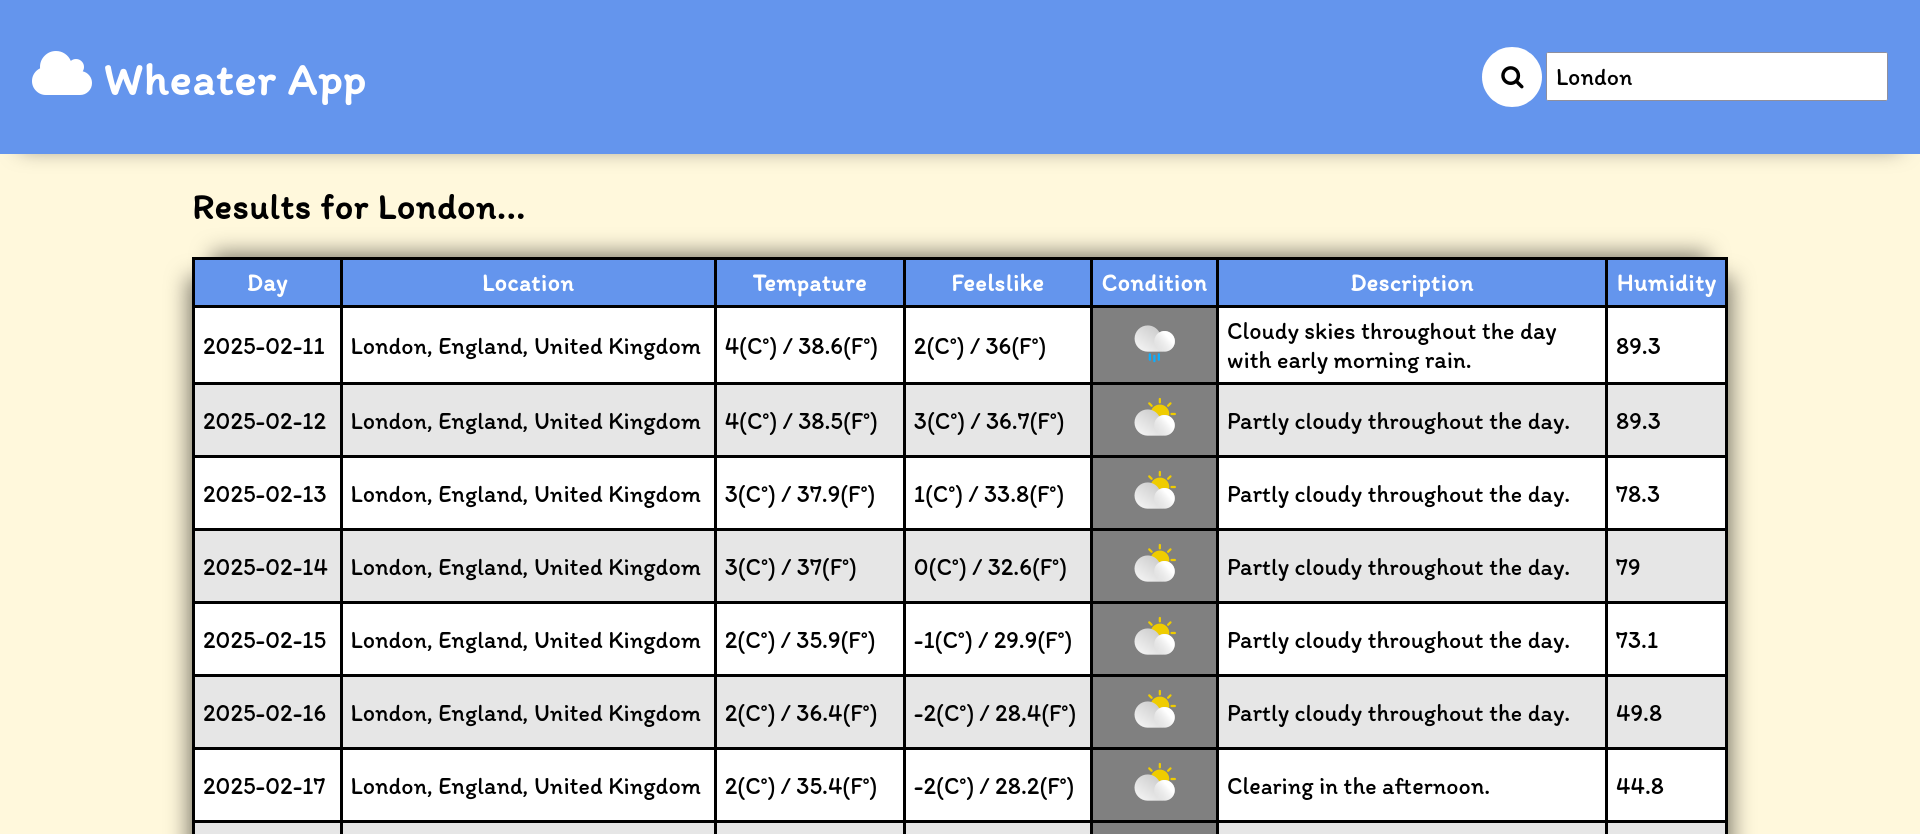 Wheater App
London
Results for London...
Day Location Tempature Feelslike Condition Description Humidity
2025-02-11 London, England, United Kingdom 4(C°) / 38.6(F°) 2(C°) / 36(F°) Cloudy skies throughout the day with early morning rain. 89.3
2025-02-12 London, England, United Kingdom 4(C°) / 38.5(F°) 3(C°) / 36.7(F°) Partly cloudy throughout the day. 89.3
2025-02-13 London, England, United Kingdom 3(C°) / 37.9(F°) 1(C°) / 33.8(F°) Partly cloudy throughout the day. 78.3
2025-02-14 London, England, United Kingdom 3(C°) / 37(F°) 0(C°) / 32.6(F°) Partly cloudy throughout the day. 79
2025-02-15 London, England, United Kingdom 2(C°) / 35.9(F°) -1(C°) / 29.9(F°) Partly cloudy throughout the day. 73.1
2025-02-16 London, England, United Kingdom 2(C°) / 36.4(F°) -2(C°) / 28.4(F°) Partly cloudy throughout the day. 49.8
2025-02-17 London, England, United Kingdom 2(C°) / 35.4(F°) -2(C°) / 28.2(F°) Clearing in the afternoon. 44.8